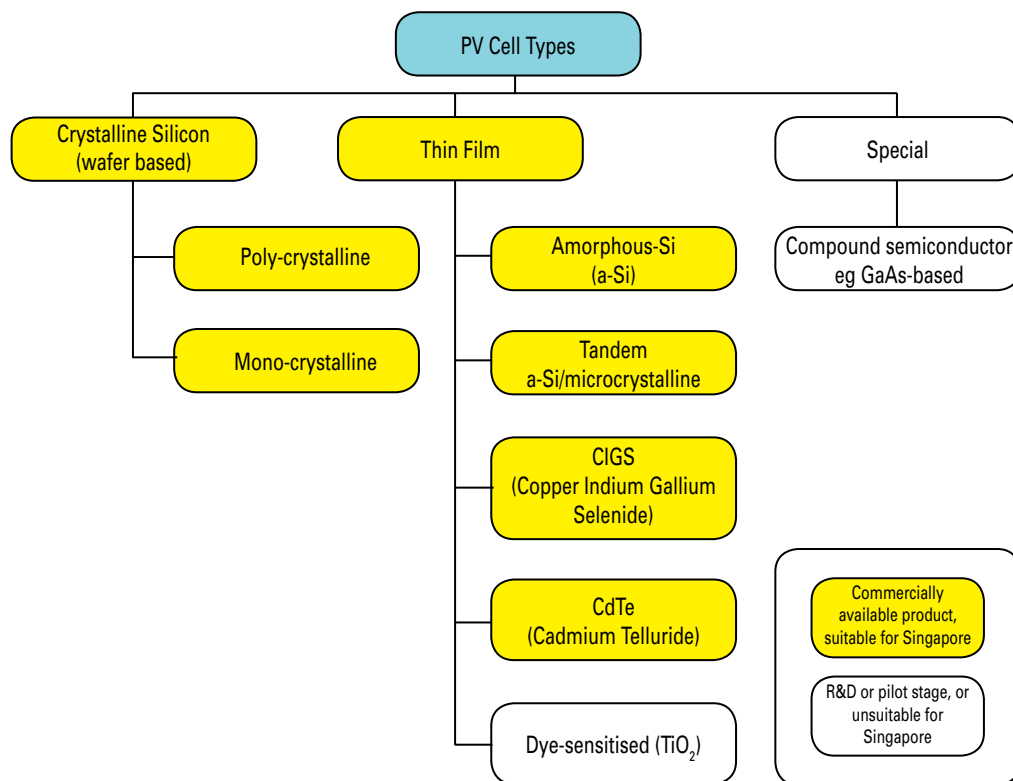 PV Cell Types
Crystalline Silicon
(wafer based)
Thin Film
Special
Poly-crystalline
Mono-crystalline
Amorphous-Si
(a-Si)
Tandem
a-Si/microcrystalline
CIGS
(Copper Indium Gallium
Selenide)
CdTe
(Cadmium Telluride)
Dye-sensitised (TiO₂)
Compound semiconductor
eg GaAs-based
Commercially
available product,
suitable for Singapore
R&D or pilot stage, or
unsuitable for
Singapore